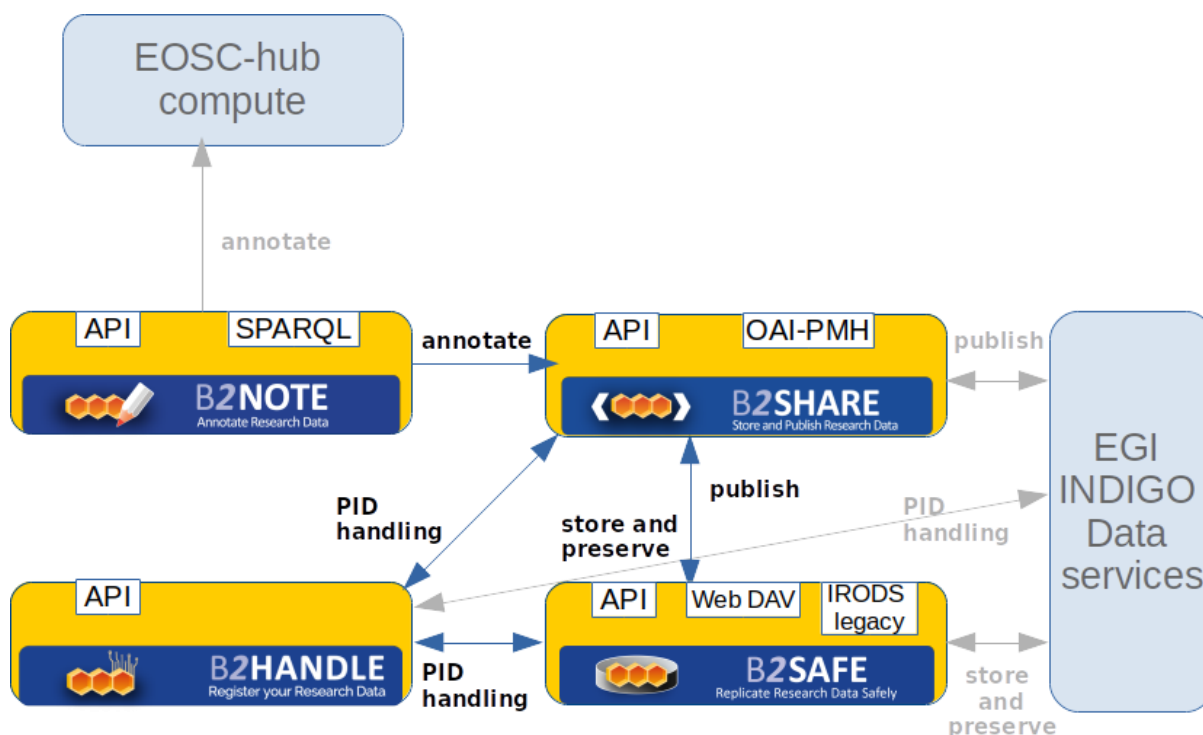 EOSC-hub
compute
annotate
API
SPARQL
B2NOTE
Annotate Research Data
annotate
API
OAI-PMH
B2SHARE
Store and Publish Research Data
publish
EGI
INDIGO
Data
services
PID
handling
publish
store and
preserve
PID
handling
API
B2HANDLE
Register your Research Data
PID
handling
API
Web DAV
IRODS
legacy
B2SAFE
Replicate Research Data Safely
store
and
preserve